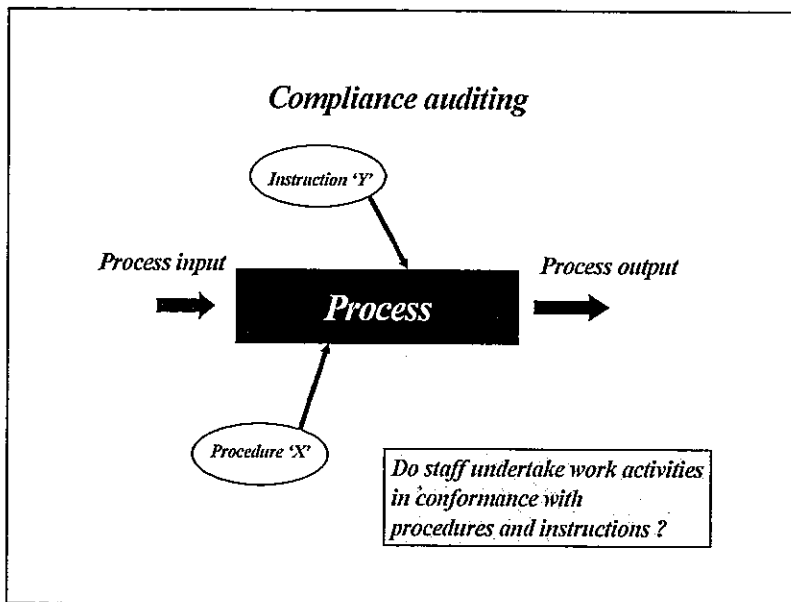 Compliance auditing
Instruction 'Y'
Process input
Process output
Process
Procedure 'X'
Do staff undertake work activities
in conformance with
procedures and instructions ?